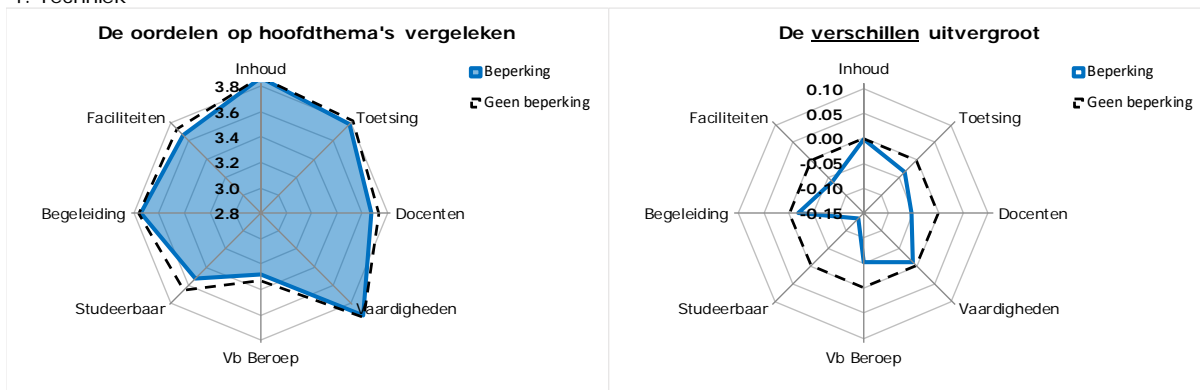 1. Techniek
De oordelen op hoofdthema's vergeleken
Beperking
Geen beperking
Inhoud
Toetsing
Docenten
Vaardigheden
Vb Beroep
Studeerbaar
Begeleiding
Faciliteiten
3.8
3.6
3.4
3.2
3.0
2.8
De verschillen uitvergroot
Beperking
Geen beperking
Inhoud
Toetsing
Docenten
Vaardigheden
Vb Beroep
Studeerbaar
Begeleiding
Faciliteiten
0.10
0.05
0.00
-0.05
-0.10
-0.15